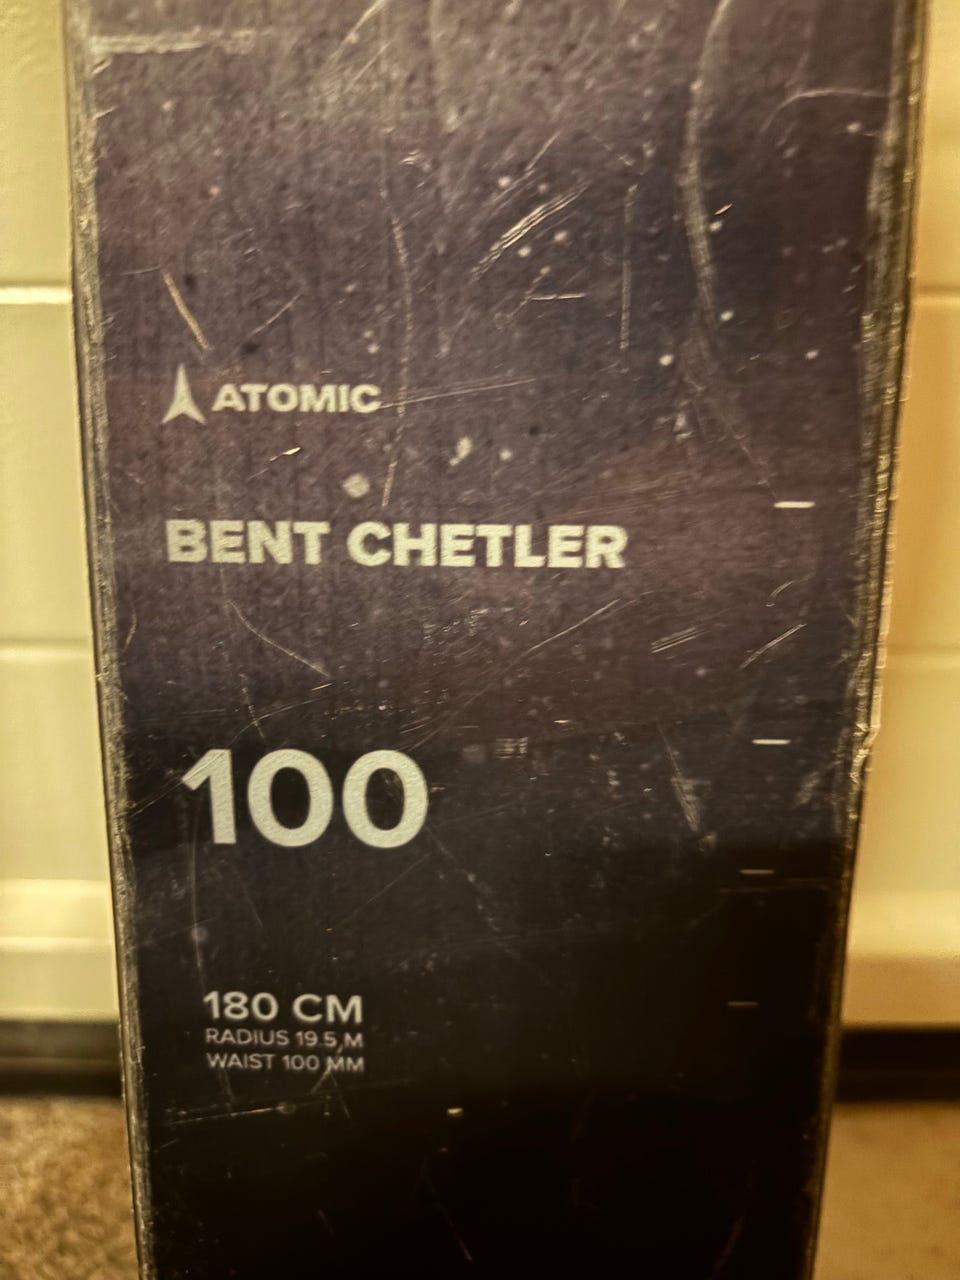 ATOMIC
BENT CHETLER
100
180 CM
RADIUS 19.5 M
WAIST 100 MM